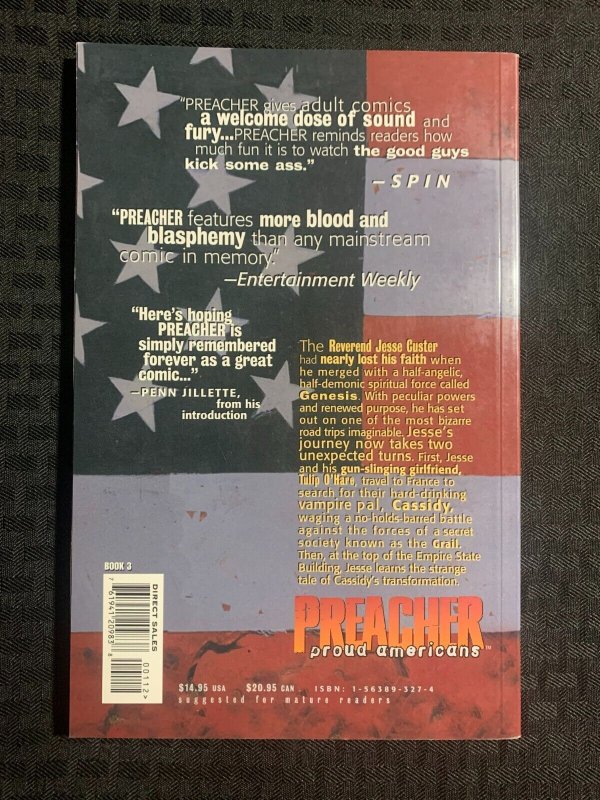 "PREACHER gives adult comics
a welcome dose of sound and
fury...PREACHER reminds readers how
much fun it is to watch the good guys
kick some ass."
—SPIN
"PREACHER features more blood and
blasphemy than any mainstream
comic in memory."
—Entertainment Weekly
"Here's hoping
PREACHER is
simply remembered
forever as a great
comic..."
—PENN JILLETTE,
from his
introduction
The Reverend Jesse Custer
had nearly lost his faith when
he merged with a half-angelic,
half-demonic spiritual force called
Genesis. With peculiar powers
and renewed purpose, he has set
out on one of the most bizarre
road trips imaginable. Jesse's
journey now takes two
unexpected turns. First, Jesse
and his gun-slinging girlfriend,
Tulip O'Hare, travel to France to
search for their hard-drinking
vampire pal, Cassidy,
waging a no-holds-barred battle
against the forces of a secret
society known as the Grail.
Then, at the top of the Empire State
Building, Jesse learns the strange
tale of Cassidy's transformation.
PREACHER
proud americans™
BOOK 3
DIRECT SALES
7 61941 20983 8
00112>
$14.95 USA $20.95 CAN ISBN: 1-56389-327-4
suggested for mature readers